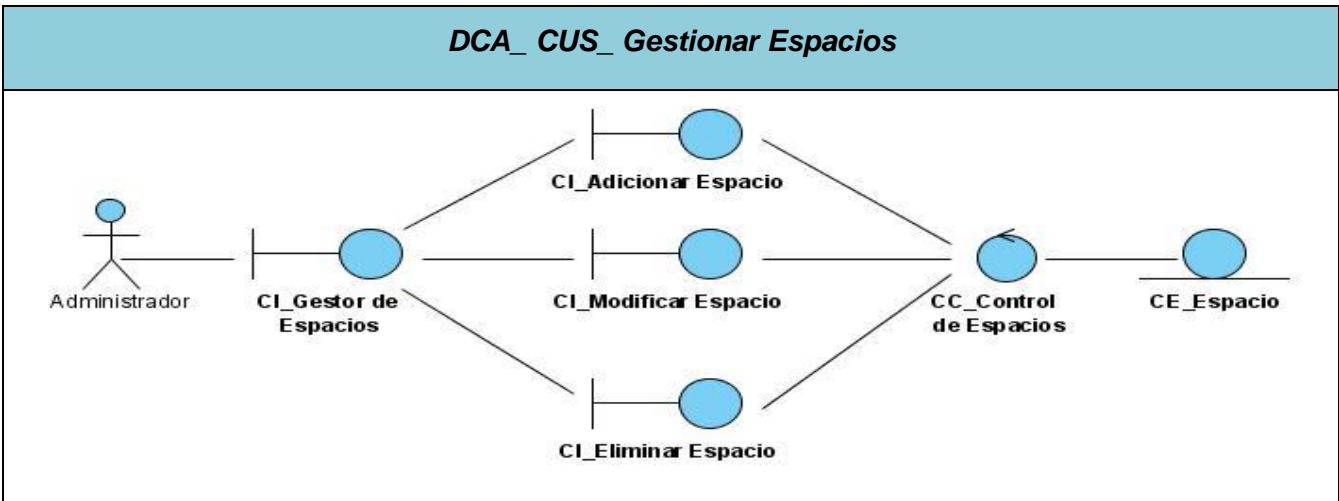 DCA_ CUS_ Gestionar Espacios
CI_Adicionar Espacio
Administrador
CI_Gestor de
Espacios
CI_Modificar Espacio
CC_Control
de Espacios
CE_Espacio
CI_Eliminar Espacio